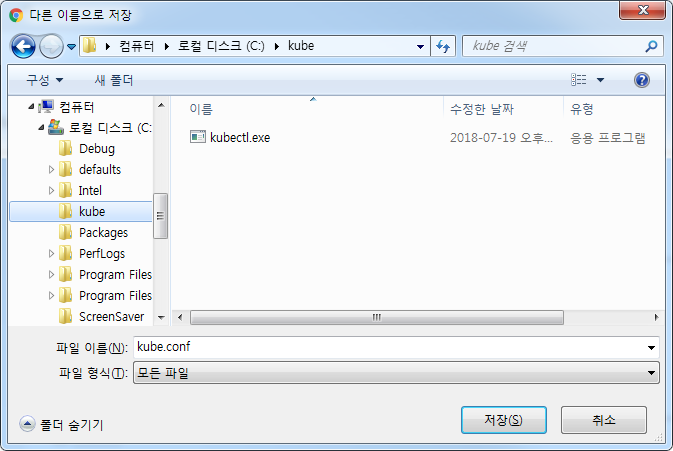 다른 이름으로 저장
컴퓨터 ▸ 로컬 디스크 (C:) ▸ kube
kube 검색
구성 새 폴더
컴퓨터
로컬 디스크 (C:
Debug
defaults
Intel
kube
Packages
PerfLogs
Program Files
Program Files
ScreenSaver
이름 수정한 날짜 유형
kubectl.exe 2018-07-19 오후... 응용 프로그램
파일 이름(N): kube.conf
파일 형식(T): 모든 파일
폴더 숨기기
저장(S) 취소